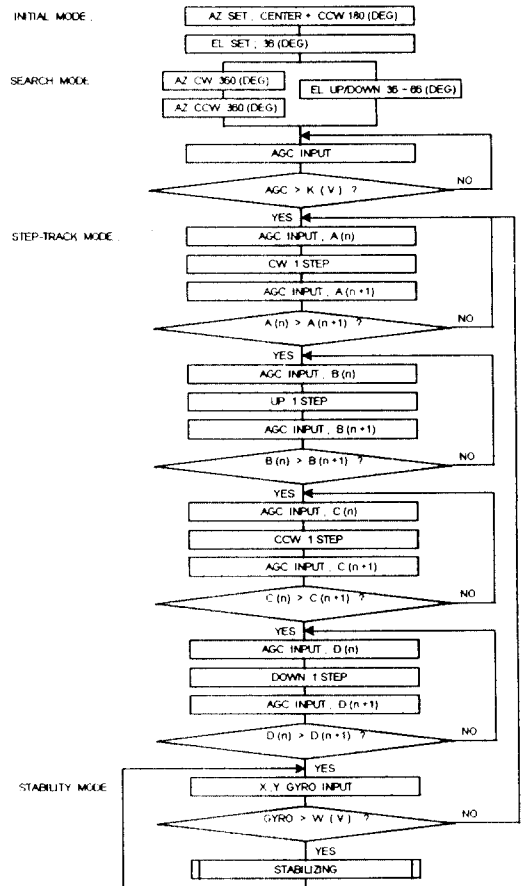 INITIAL MODE.
AZ SET, CENTER + CCW 180 (DEG)
EL SET; 36 (DEG)
SEARCH MODE
AZ CW 360 (DEG)
EL UP/DOWN 36 ~ 66 (DEG)
AZ CCW 360 (DEG)
AGC INPUT
AGC > K (V) ?
NO
YES
STEP-TRACK MODE.
AGC INPUT, A (n)
CW 1 STEP
AGC INPUT, A (n+1)
A (n) > A (n+1) ?
NO
YES
AGC INPUT, B (n)
UP 1 STEP
AGC INPUT, B (n+1)
B (n) > B (n+1) ?
NO
YES
AGC INPUT, C (n)
CCW 1 STEP
AGC INPUT, C (n+1)
C (n) > C (n+1) ?
NO
YES
AGC INPUT, D (n)
DOWN 1 STEP
AGC INPUT, D (n+1)
D (n) > D (n+1) ?
NO
YES
STABILITY MODE
X, Y GYRO INPUT
GYRO > W (V) ?
NO
YES
STABILIZING